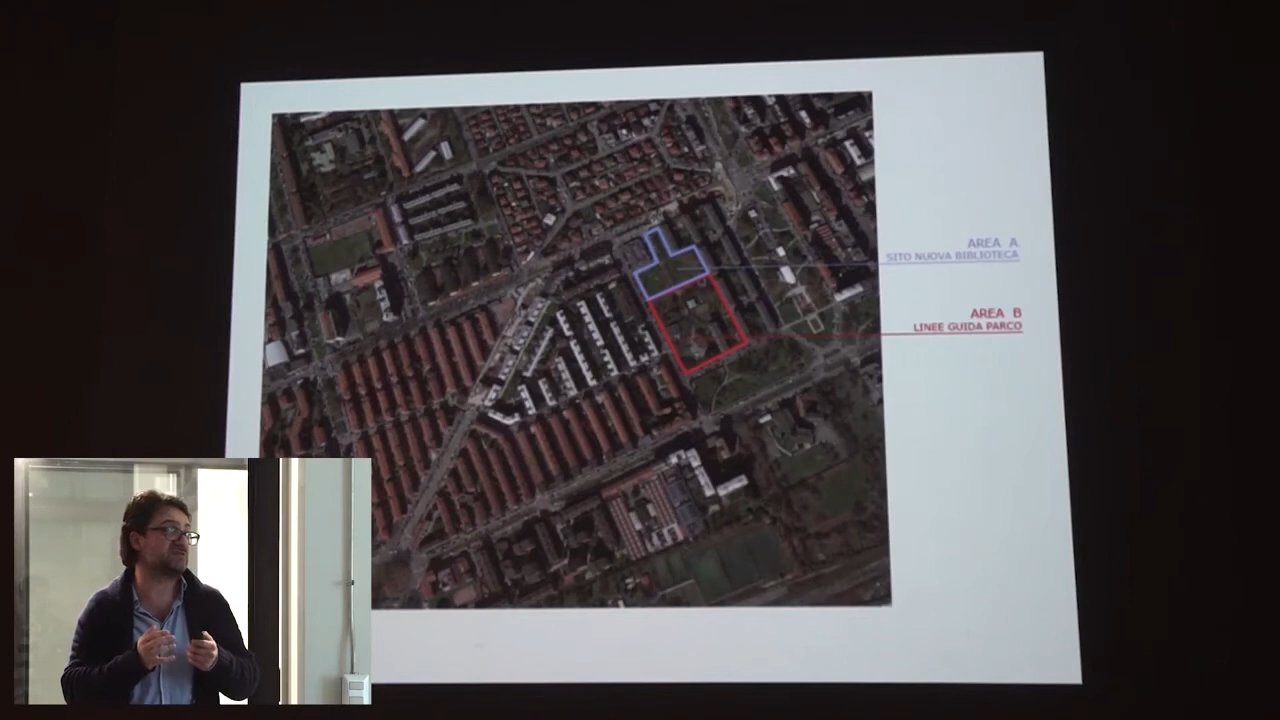 AREA A
SITO NUOVA BIBLIOTECA
AREA B
LINEE GUIDA PARCO